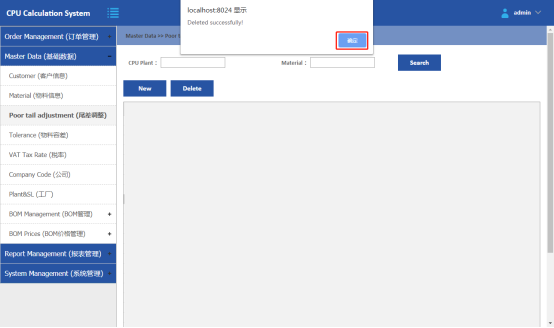 CPU Calculation System
admin
localhost:8024 显示
Deleted successfully!
确定
Order Management (订单管理)
Master Data (基础数据)
Customer (客户信息)
Material (物料信息)
Poor tail adjustment (尾差调整)
Tolerance (物料容差)
VAT Tax Rate (税率)
Company Code (公司)
Plant&SL (工厂)
BOM Management (BOM管理) +
BOM Prices (BOM价格管理) +
Report Management (报表管理)
System Management (系统管理)
Master Data >> Poor
CPU Plant :
Material :
Search
New
Delete